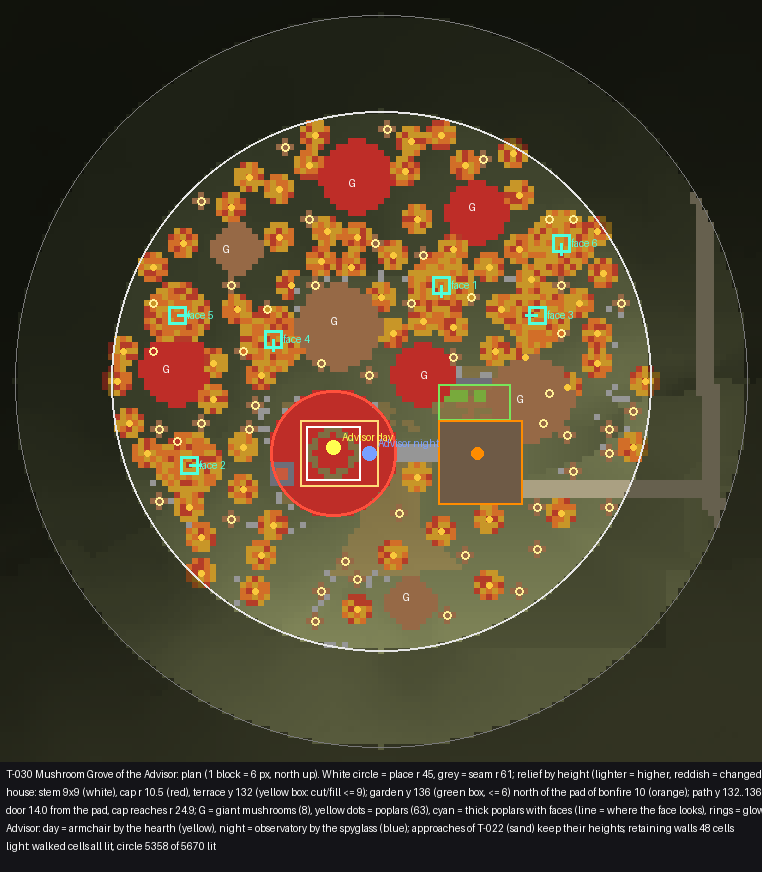 G
G
G
face 6
face 1
face 5
face 3
G
face 4
G
G
G
Advisor day
Advisor night
face 2
G
T-030 Mushroom Grove of the Advisor: plan (1 block = 6 px, north up). White circle = place r 45, grey = seam r 61; relief by height (lighter = higher, reddish = changed
house: stem 9x9 (white), cap r 10.5 (red), terrace y 132 (yellow box cut/fill <= 9); garden y 136 (green box, <= 6) north of the pad of bonfire 10 (orange); path y 132..136
door 14.0 from the pad, cap reaches r 24.9; G = giant mushrooms (8), yellow dots = poplars (63), cyan = thick poplars with faces (line = where the face looks), rings = glow
Advisor: day = armchair by the hearth (yellow), night = observatory by the spyglass (blue); approaches of T-022 (sand) keep their heights; retaining walls 48 cells
light: walked cells all lit, circle 5358 of 5670 lit